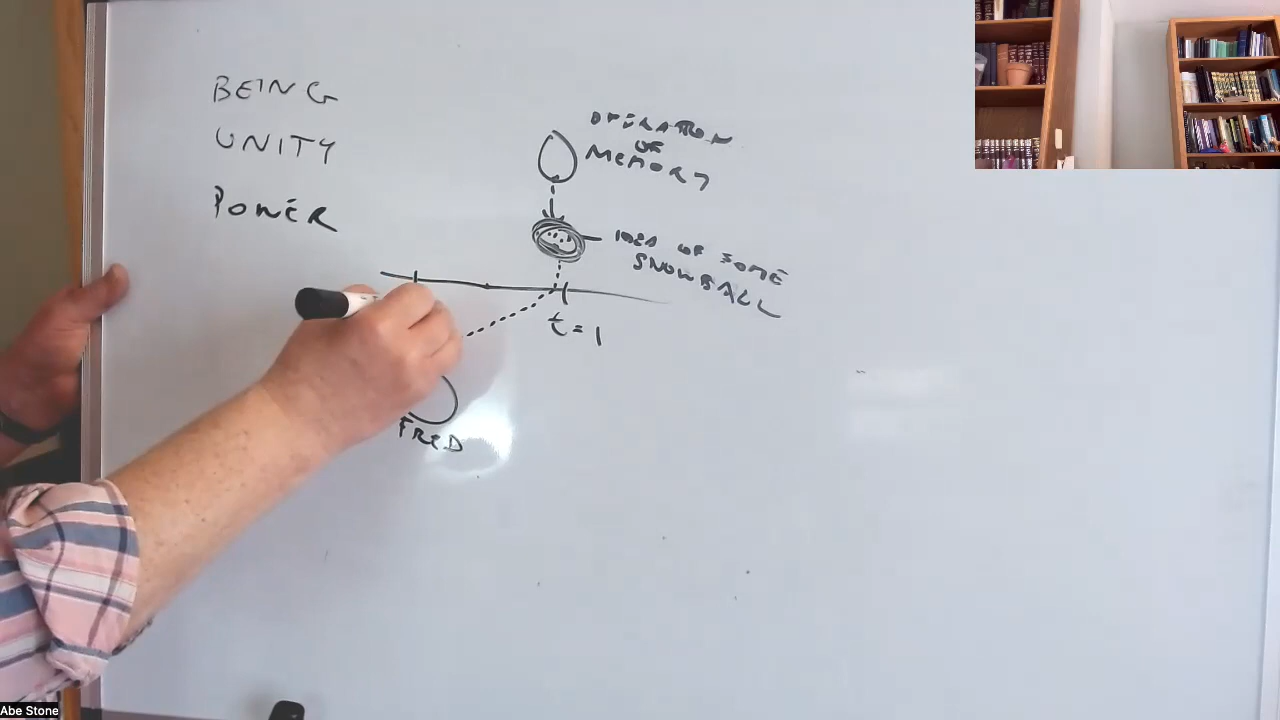 BEING
UNITY
POWER
OPERATION
OF
MEMORY
IDEA OF SOME
SNOWBALL
t = 1
FRED
Abe Stone